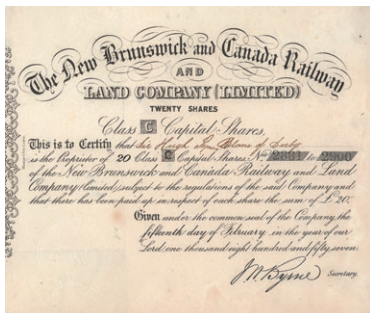 The New Brunswick and Canada Railway
AND
LAND COMPANY (LIMITED)
TWENTY SHARES
Class C Capital Shares.
This is to Certify that Sir Hugh
is the Proprietor of 20 Class C Capital Shares No 2881 to 2900
of the New Brunswick and Canada Railway and Land
Company (Limited) subject to the regulations of the said Company and
that there has been paid up in respect of each share the sum of £20.
Given under the common seal of the Company the
fifteenth day of February in the year of our
Lord one thousand eight hundred and fifty seven.
J W Byrne Secretary.